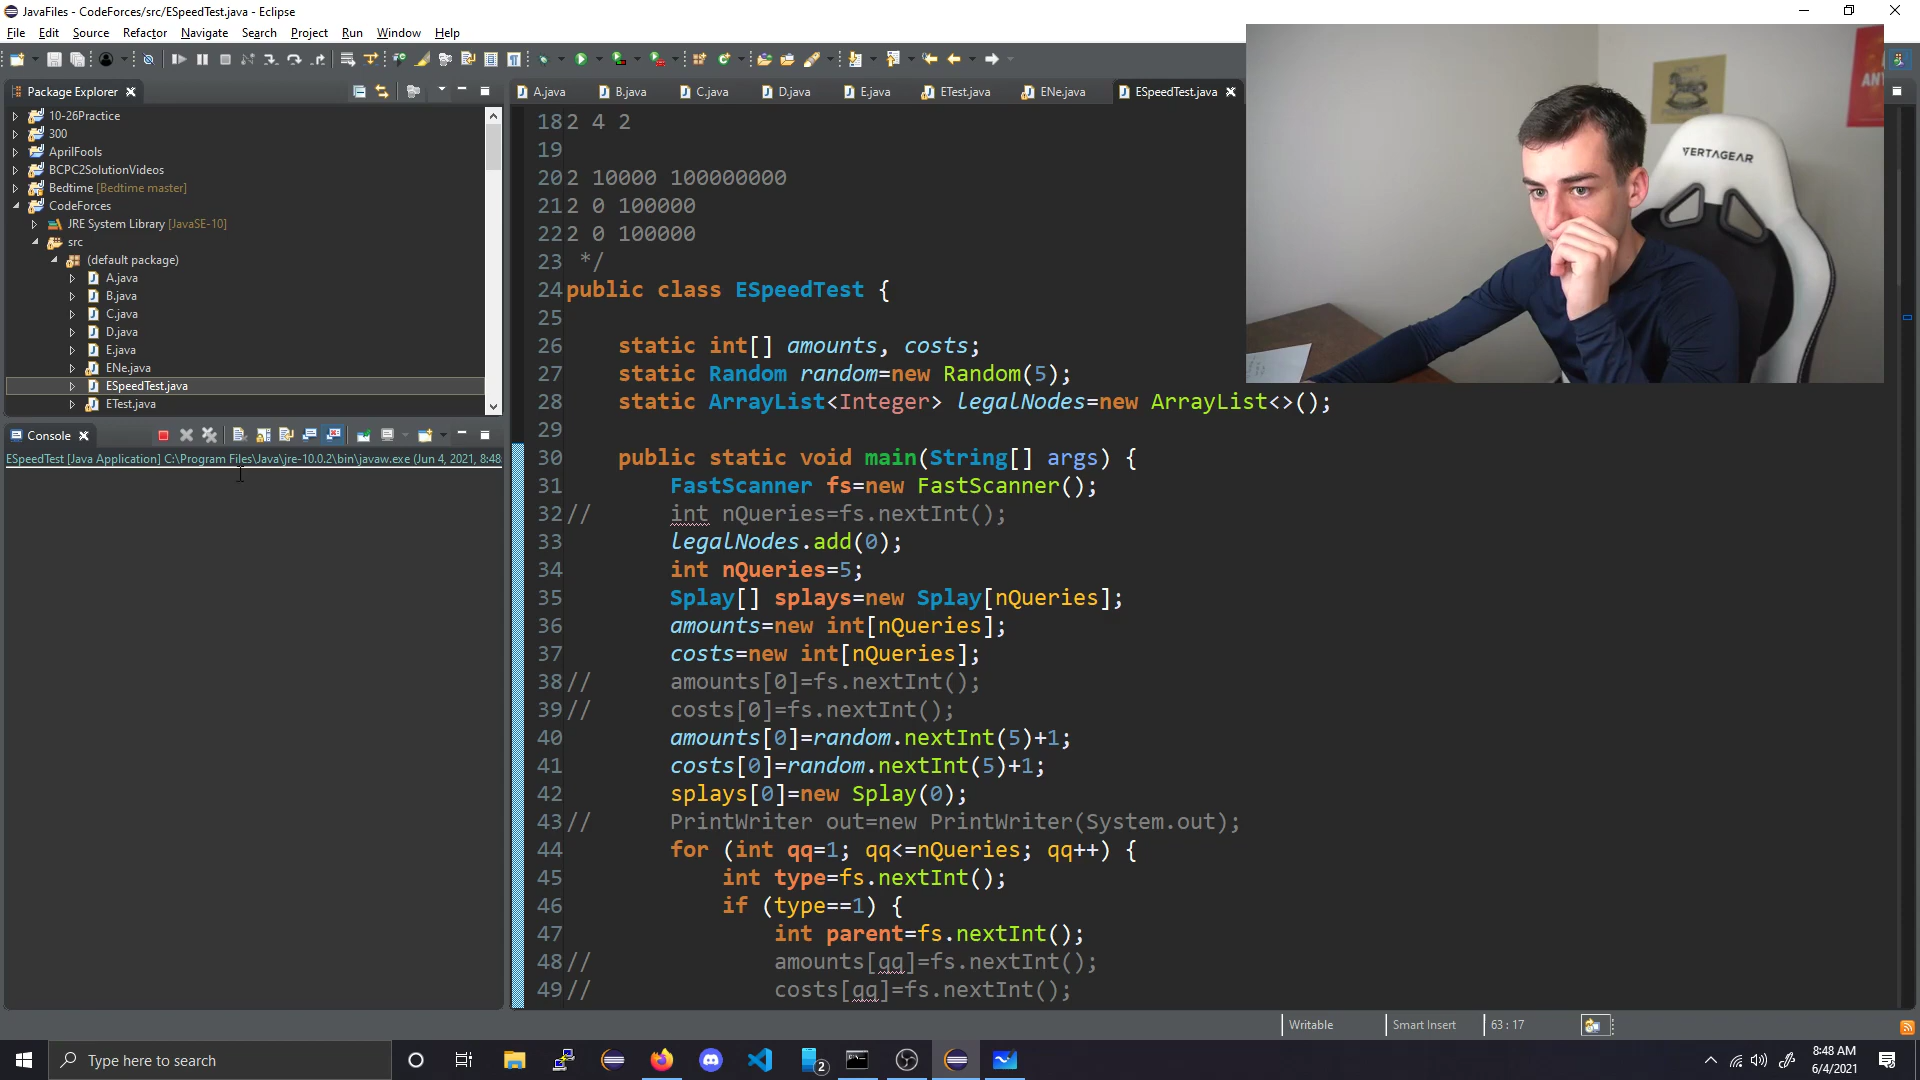 JavaFiles - CodeForces/src/ESpeedTest.java - Eclipse
File Edit Source Refactor Navigate Search Project Run Window Help
Package Explorer
10-26Practice
300
AprilFools
BCPC2SolutionVideos
Bedtime [Bedtime master]
CodeForces
JRE System Library [JavaSE-10]
src
(default package)
A.java
B.java
C.java
D.java
E.java
ENe.java
ESpeedTest.java
ETest.java
Console
ESpeedTest [Java Application] C:\Program Files\Java\jre-10.0.2\bin\javaw.exe (Jun 4, 2021, 8:48
A.java B.java C.java D.java E.java ETest.java ENe.java ESpeedTest.java
18 2 4 2
19
20 2 10000 100000000
21 2 0 100000
22 2 0 100000
23 */
24 public class ESpeedTest {
25
26 static int[] amounts, costs;
27 static Random random=new Random(5);
28 static ArrayList<Integer> legalNodes=new ArrayList<>();
29
30 public static void main(String[] args) {
31 FastScanner fs=new FastScanner();
32 // int nQueries=fs.nextInt();
33 legalNodes.add(0);
34 int nQueries=5;
35 Splay[] splays=new Splay[nQueries];
36 amounts=new int[nQueries];
37 costs=new int[nQueries];
38 // amounts[0]=fs.nextInt();
39 // costs[0]=fs.nextInt();
40 amounts[0]=random.nextInt(5)+1;
41 costs[0]=random.nextInt(5)+1;
42 splays[0]=new Splay(0);
43 // PrintWriter out=new PrintWriter(System.out);
44 for (int qq=1; qq<=nQueries; qq++) {
45 int type=fs.nextInt();
46 if (type==1) {
47 int parent=fs.nextInt();
48 // amounts[qq]=fs.nextInt();
49 // costs[qq]=fs.nextInt();
VERTAGEAR
AN
Writable Smart Insert 63 : 17
Type here to search
2
8:48 AM
6/4/2021